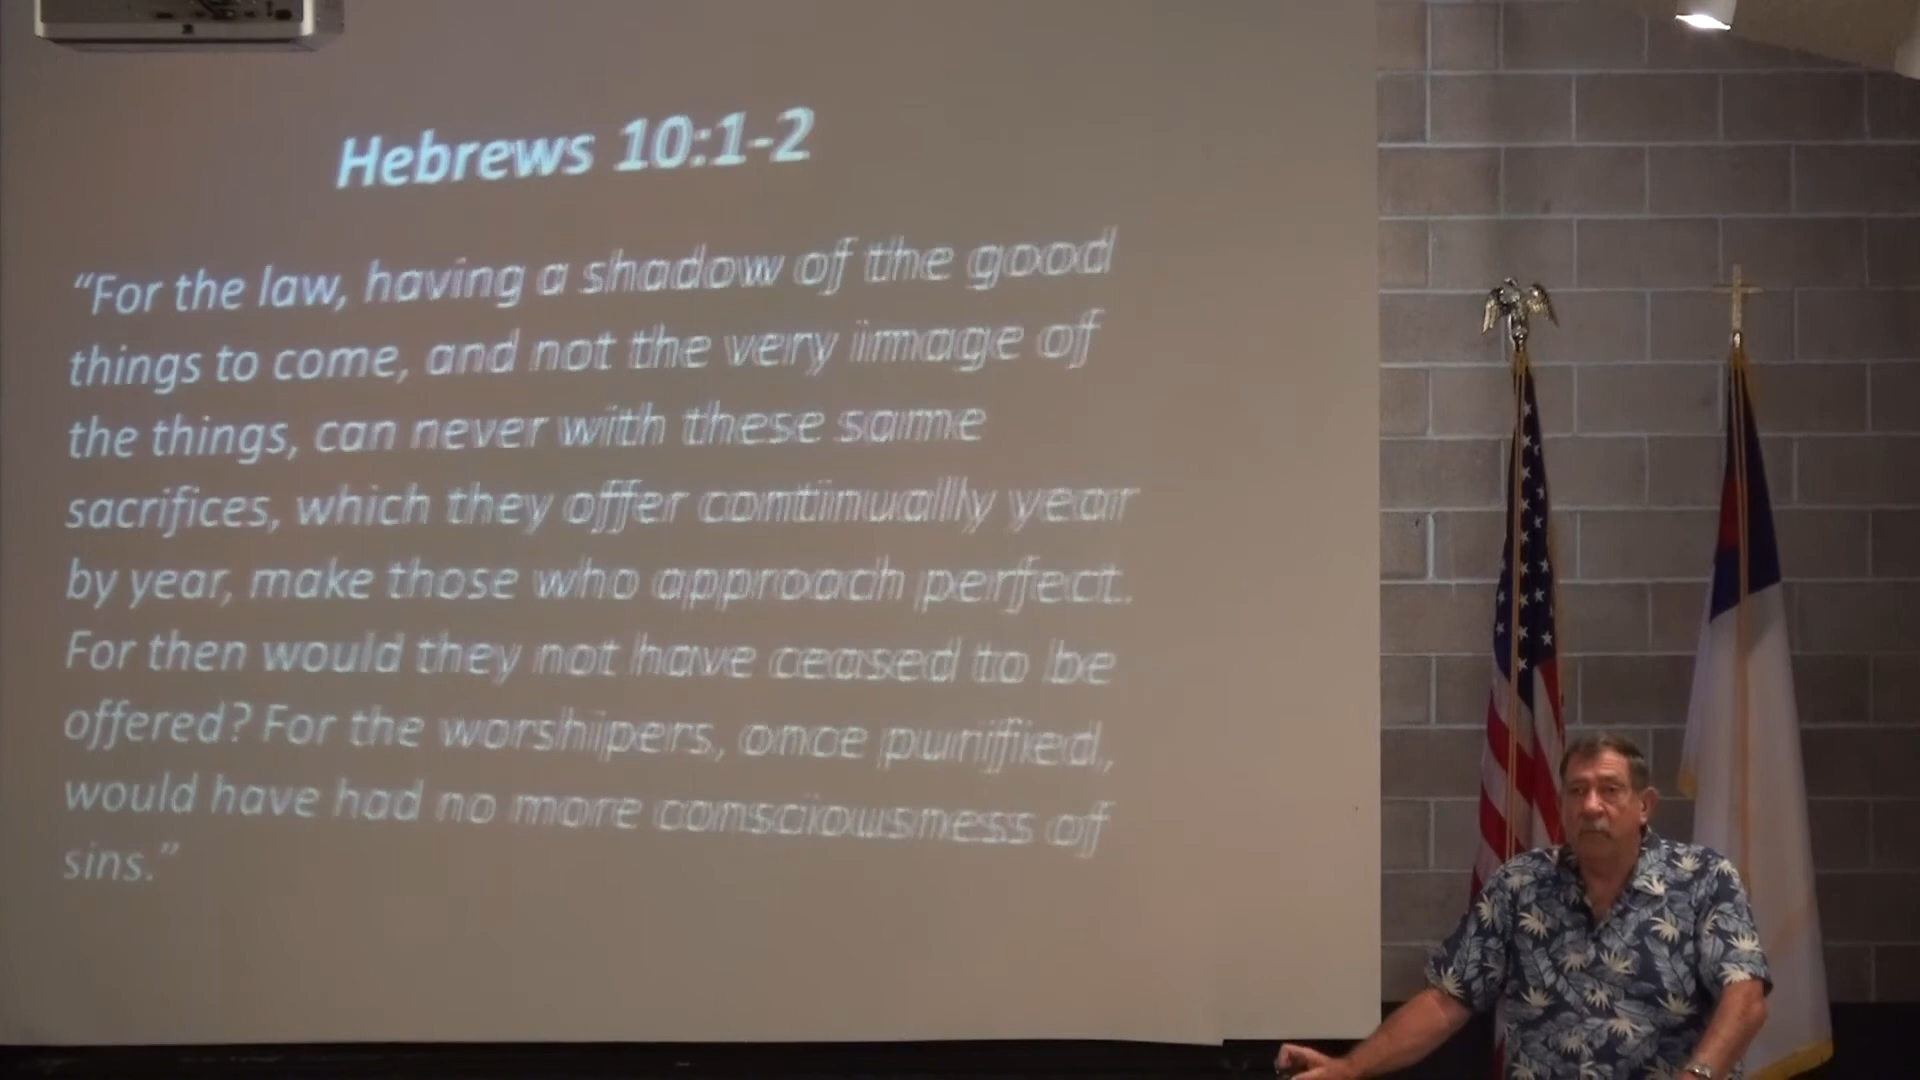 Hebrews 10:1-2
“For the law, having a shadow of the good
things to come, and not the very image of
the things, can never with these same
sacrifices, which they offer continually year
by year, make those who approach perfect.
For then would they not have ceased to be
offered? For the worshipers, once purified,
would have had no more consciousness of
sins.”